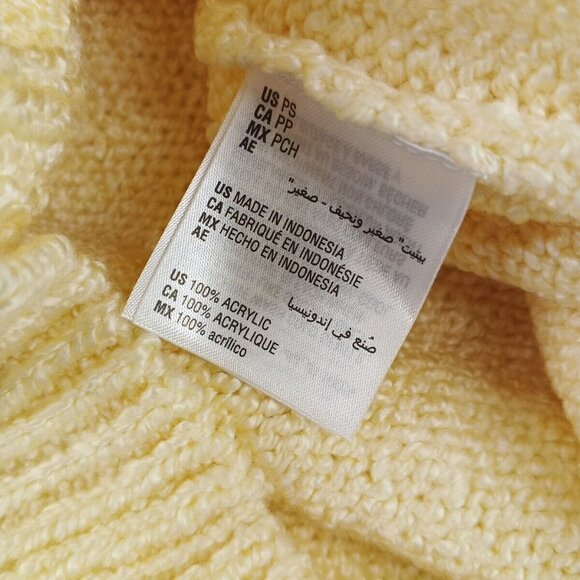 US PS
CA PP
MX PCH
AE
بيتيت" صغير ونحيف - صغير"
US MADE IN INDONESIA
CA FABRIQUÉ EN INDONÉSIE
MX HECHO EN INDONESIA
AE
صُنع في إندونيسيا
US 100% ACRYLIC
CA 100% ACRYLIQUE
MX 100% acrílico